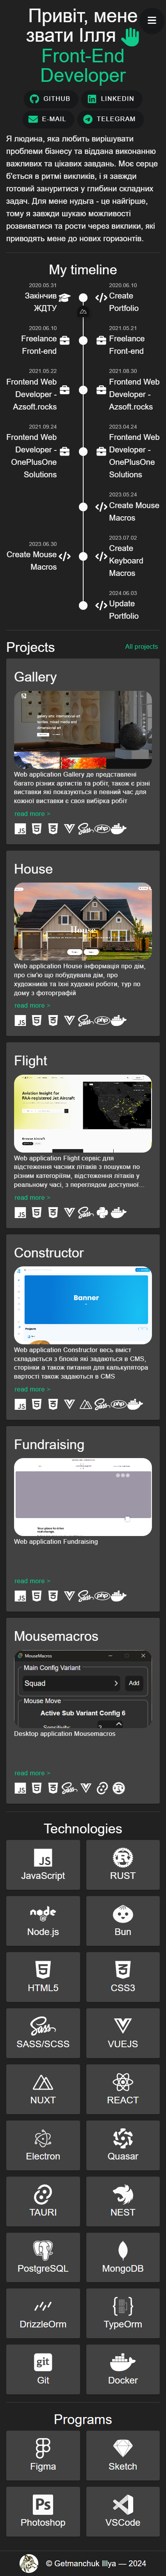 Привіт, мене
звати Ілля
Front-End
Developer
GITHUB
LINKEDIN
E-MAIL
TELEGRAM
Я людина, яка любить вирішувати
проблеми бізнесу та віддана виконанню
важливих та цікавих завдань. Моє серце
б'ється в ритмі викликів, і я завжди
готовий зануритися у глибини складних
задач. Для мене нудьга - це найгірше,
тому я завжди шукаю можливості
розвиватися та рости через виклики, які
приводять мене до нових горизонтів.
My timeline
2020.05.31
Закінчив
ЖДТУ
2020.06.10
Create
Portfolio
2020.06.10
Freelance
Front-end
2021.05.21
Freelance
Front-end
2021.05.22
Frontend Web
Developer -
Azsoft.rocks
2021.08.30
Frontend Web
Developer -
Azsoft.rocks
2021.09.24
Frontend Web
Developer -
OnePlusOne
Solutions
2023.04.24
Frontend Web
Developer -
OnePlusOne
Solutions
2023.05.24
Create Mouse
Macros
2023.06.30
Create Mouse
Macros
2023.07.02
Create
Keyboard
Macros
2024.06.03
Update
Portfolio
Projects
All projects
Gallery
Web application Gallery де представлені
багато різних артистів та робіт, також є різні
виставки які показуються в певний час для
кожної виставки є своя вибірка робіт
read more >
House
Web application House інформация про дім,
про сім'ю що побудувала дім, про
художників та їхні художні роботи, тур по
дому з фотографій
read more >
Flight
Web application Flight сервіс для
відстеження часних літаків з пошуком по
різним категоріям, відстеження літаків у
реальному часі, з переглядом доступної...
read more >
Constructor
Banner
Web application Constructor весь вміст
складається з блоків які задаються в CMS,
сторінки а також питання для калькулятора
вартості також задаються в CMS
read more >
Fundraising
Web application Fundraising
read more >
Mousemacros
MouseMacros
Main Config Variant
Squad
Add
Mouse Move
Active Sub Variant Config 6
Desktop application Mousemacros
read more >
Technologies
JavaScript
RUST
Node.js
Bun
HTML5
CSS3
SASS/SCSS
VUEJS
NUXT
REACT
Electron
Quasar
TAURI
NEST
PostgreSQL
MongoDB
DrizzleOrm
TypeOrm
Git
Docker
Programs
Figma
Sketch
Photoshop
VSCode
© Getmanchuk Illya — 2024